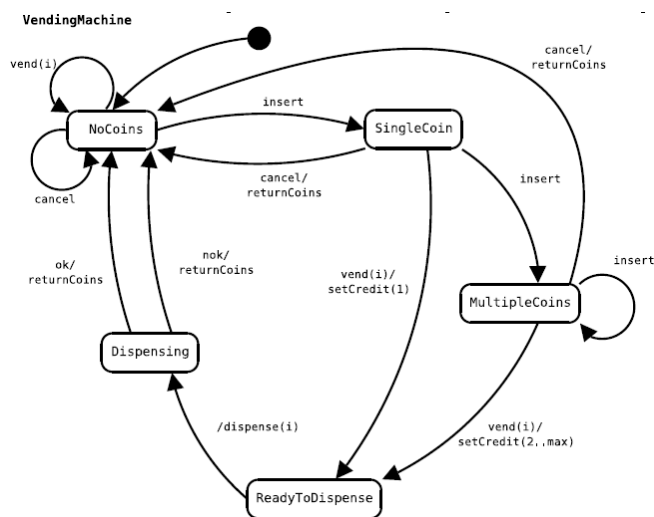 VendingMachine
cancel/
returnCoins
vend(i)
insert
NoCoins
SingleCoin
cancel/
returnCoins
insert
cancel
insert
nok/
returnCoins
ok/
returnCoins
vend(i)/
setCredit(1)
MultipleCoins
Dispensing
/dispense(i)
vend(i)/
setCredit(2,,max)
ReadyToDispense